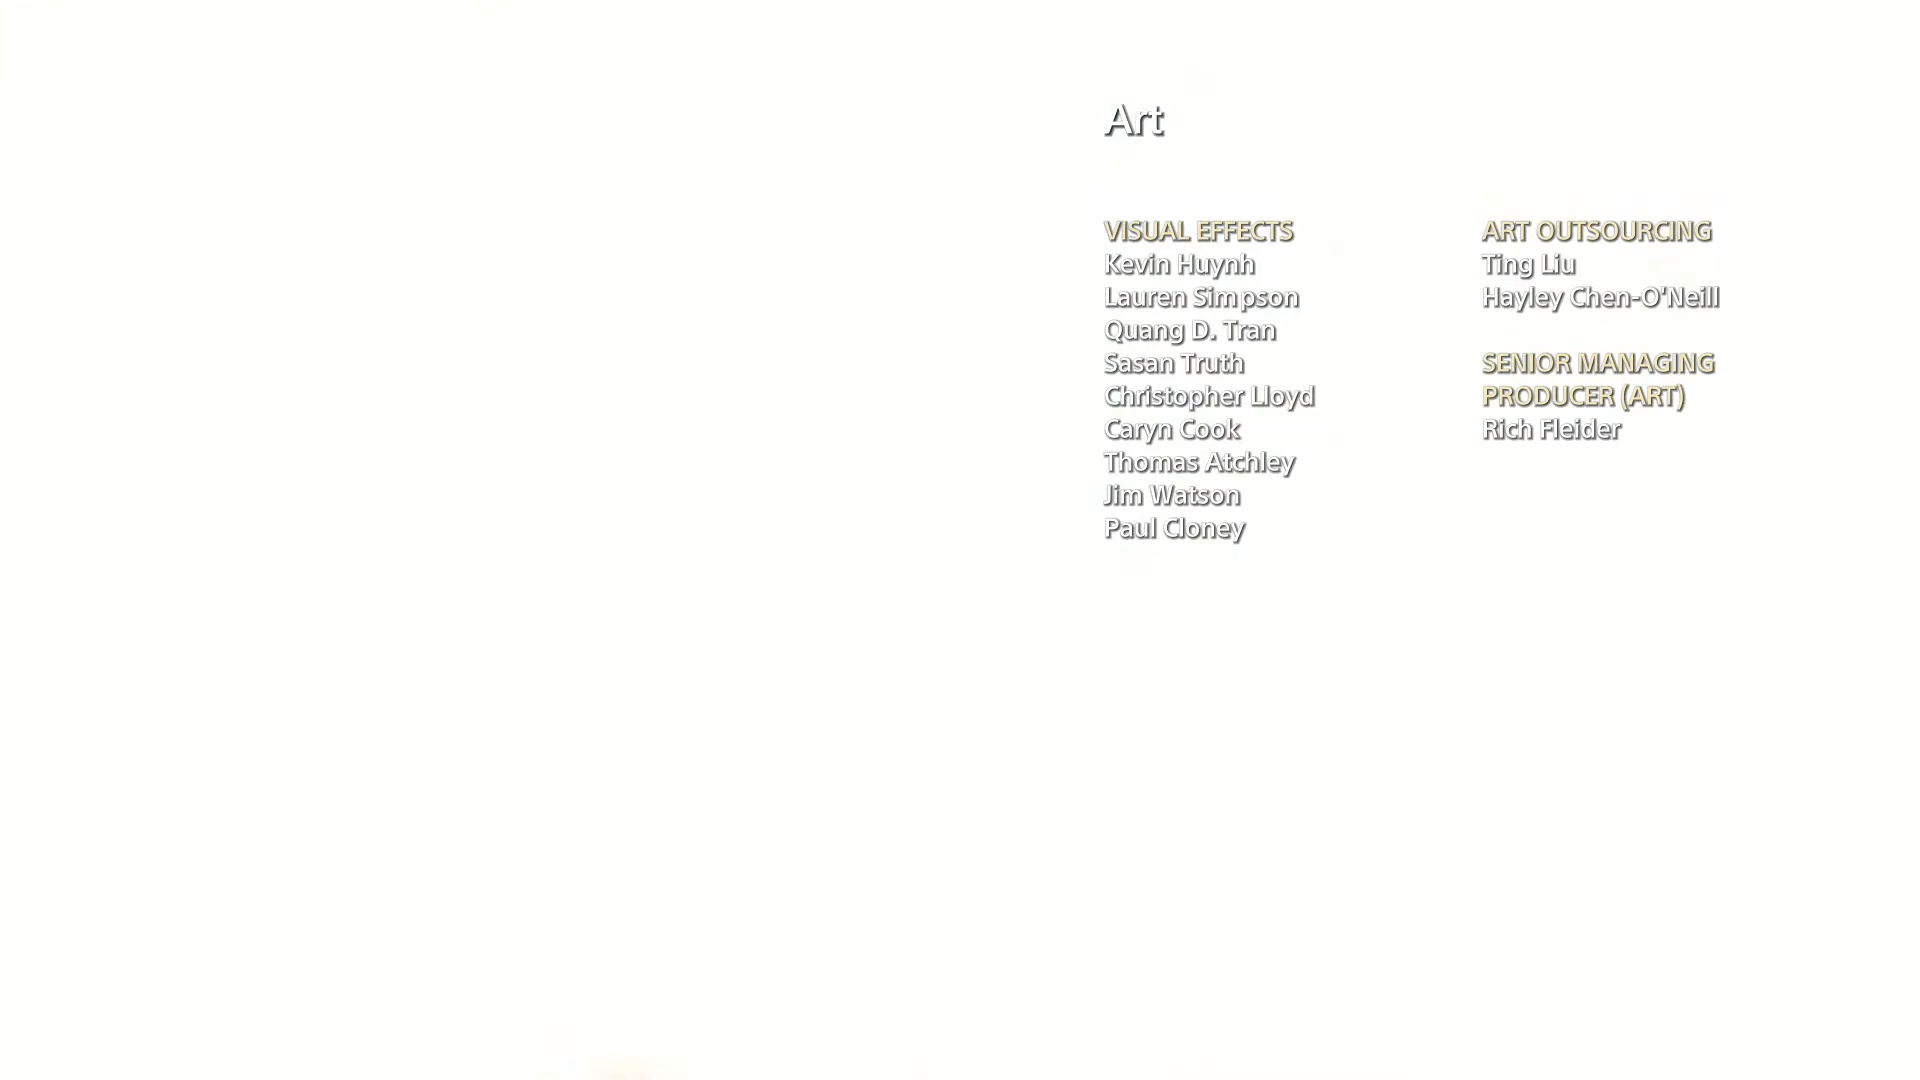 Art
VISUAL EFFECTS
Kevin Huynh
Lauren Simpson
Quang D. Tran
Sasan Truth
Christopher Lloyd
Caryn Cook
Thomas Atchley
Jim Watson
Paul Cloney
ART OUTSOURCING
Ting Liu
Hayley Chen-O'Neill
SENIOR MANAGING
PRODUCER (ART)
Rich Fleider